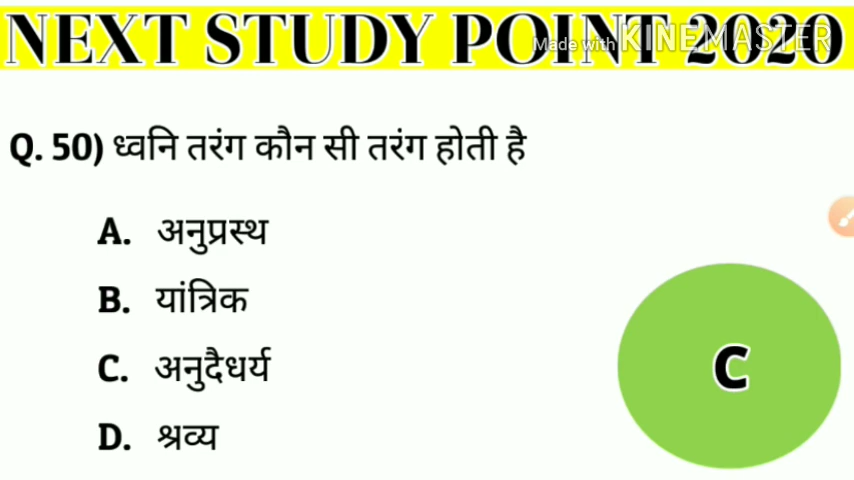 NEXT STUDY POINT 2020
Made with KINEMASTER
Q. 50) ध्वनि तरंग कौन सी तरंग होती है
A. अनुप्रस्थ
B. यांत्रिक
C. अनुदैधर्य
C
D. श्रव्य